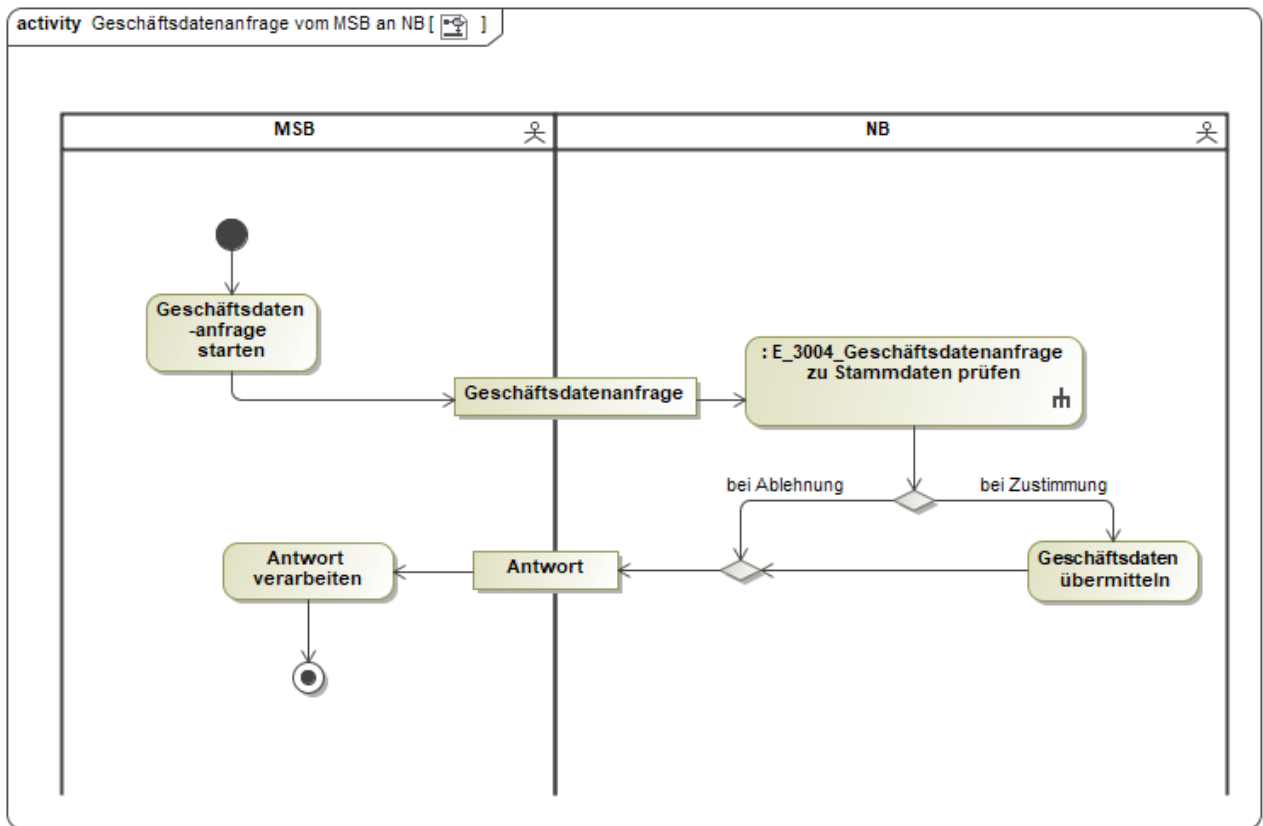 activity Geschäftsdatenanfrage vom MSB an NB [ ]
MSB
NB
Geschäftsdaten
-anfrage
starten
Geschäftsdatenanfrage
: E_3004_Geschäftsdatenanfrage
zu Stammdaten prüfen
bei Ablehnung
bei Zustimmung
Geschäftsdaten
übermitteln
Antwort
Antwort
verarbeiten